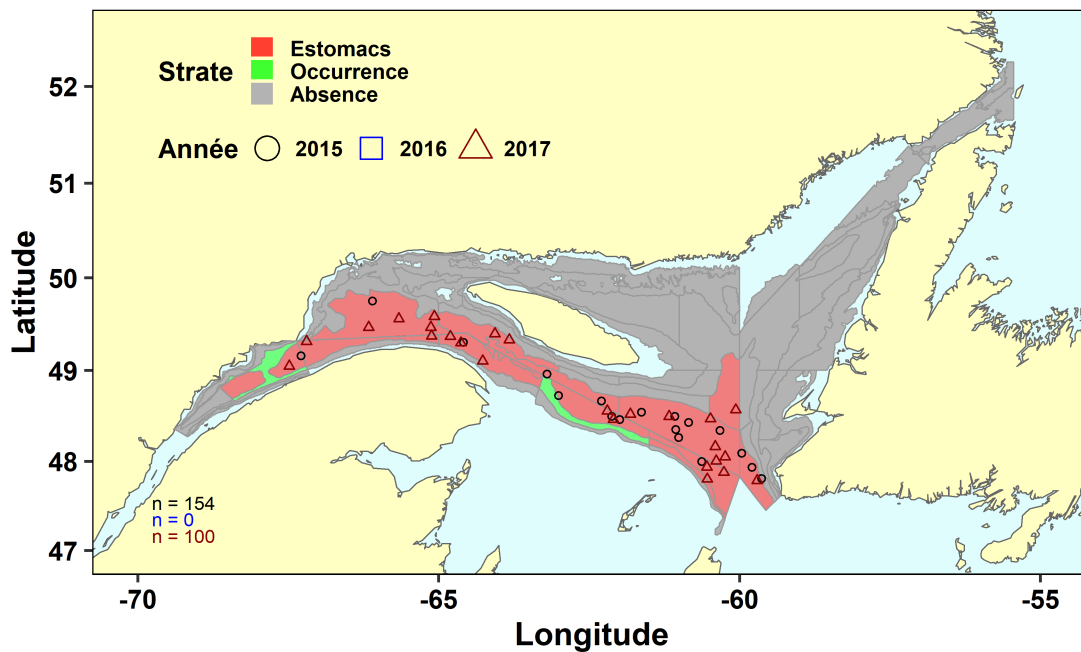 Strate
Estomacs
Occurrence
Absence
Année 2015 2016 2017
Latitude
52
51
50
49
48
47
n = 154
n = 0
n = 100
-70 -65 -60 -55
Longitude